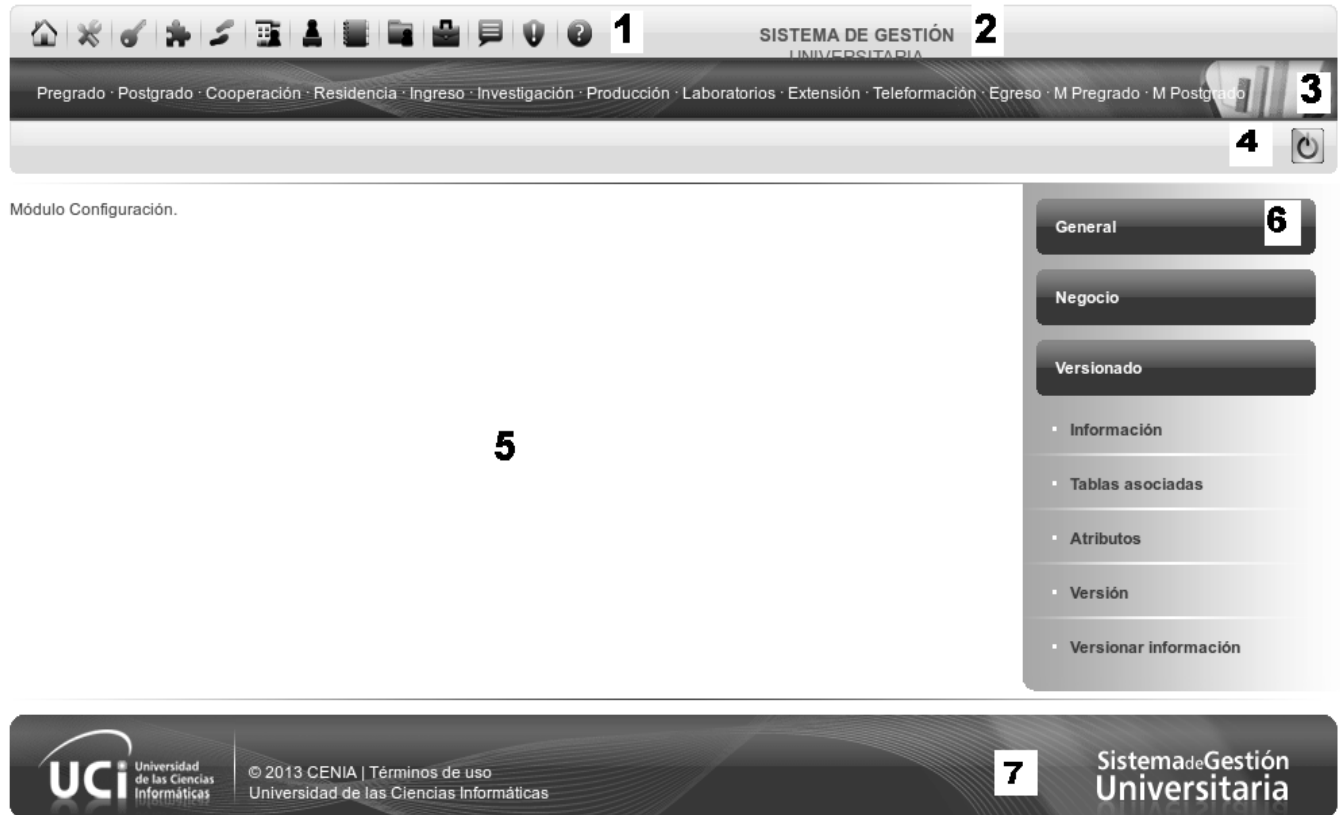 1
SISTEMA DE GESTIÓN 2
UNIVERSITARIA
Pregrado · Postgrado · Cooperación · Residencia · Ingreso · Investigación · Producción · Laboratorios · Extensión · Teleformación · Egreso · M Pregrado · M Postgrado
3
4
Módulo Configuración.
General
6
Negocio
Versionado
5
Información
Tablas asociadas
Atributos
Versión
Versionar información
UCi Universidad
de las Ciencias
Informáticas
© 2013 CENIA | Términos de uso
Universidad de las Ciencias Informáticas
7
SistemadeGestión
Universitaria